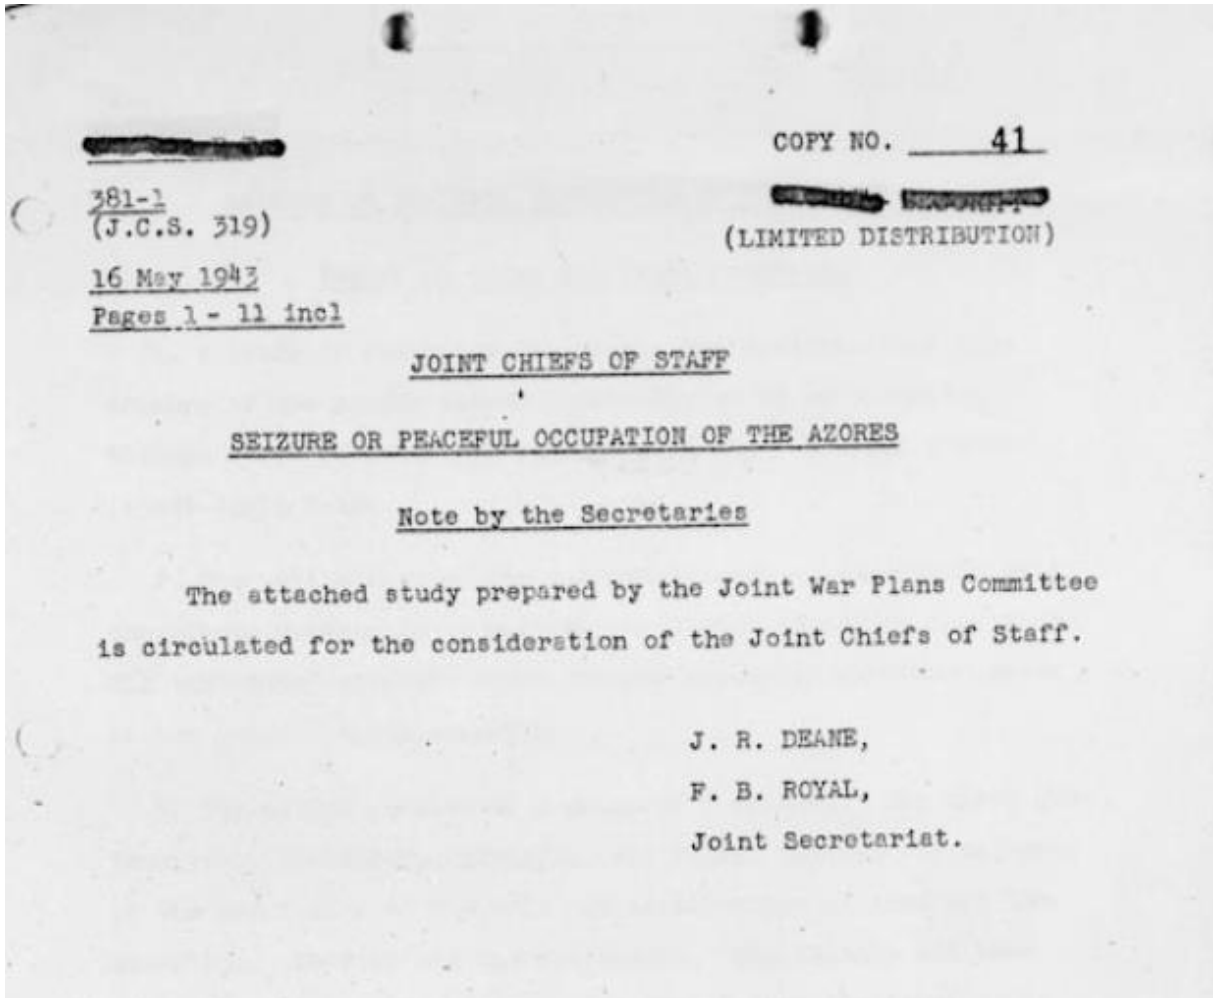 COPY NO. 41
SECURITY
381-1
(J.C.S. 319)
(LIMITED DISTRIBUTION)
16 May 1943
Pages 1 - 11 incl
JOINT CHIEFS OF STAFF
SEIZURE OR PEACEFUL OCCUPATION OF THE AZORES
Note by the Secretaries
The attached study prepared by the Joint War Plans Committee
is circulated for the consideration of the Joint Chiefs of Staff.
J. R. DEANE,
F. B. ROYAL,
Joint Secretariat.